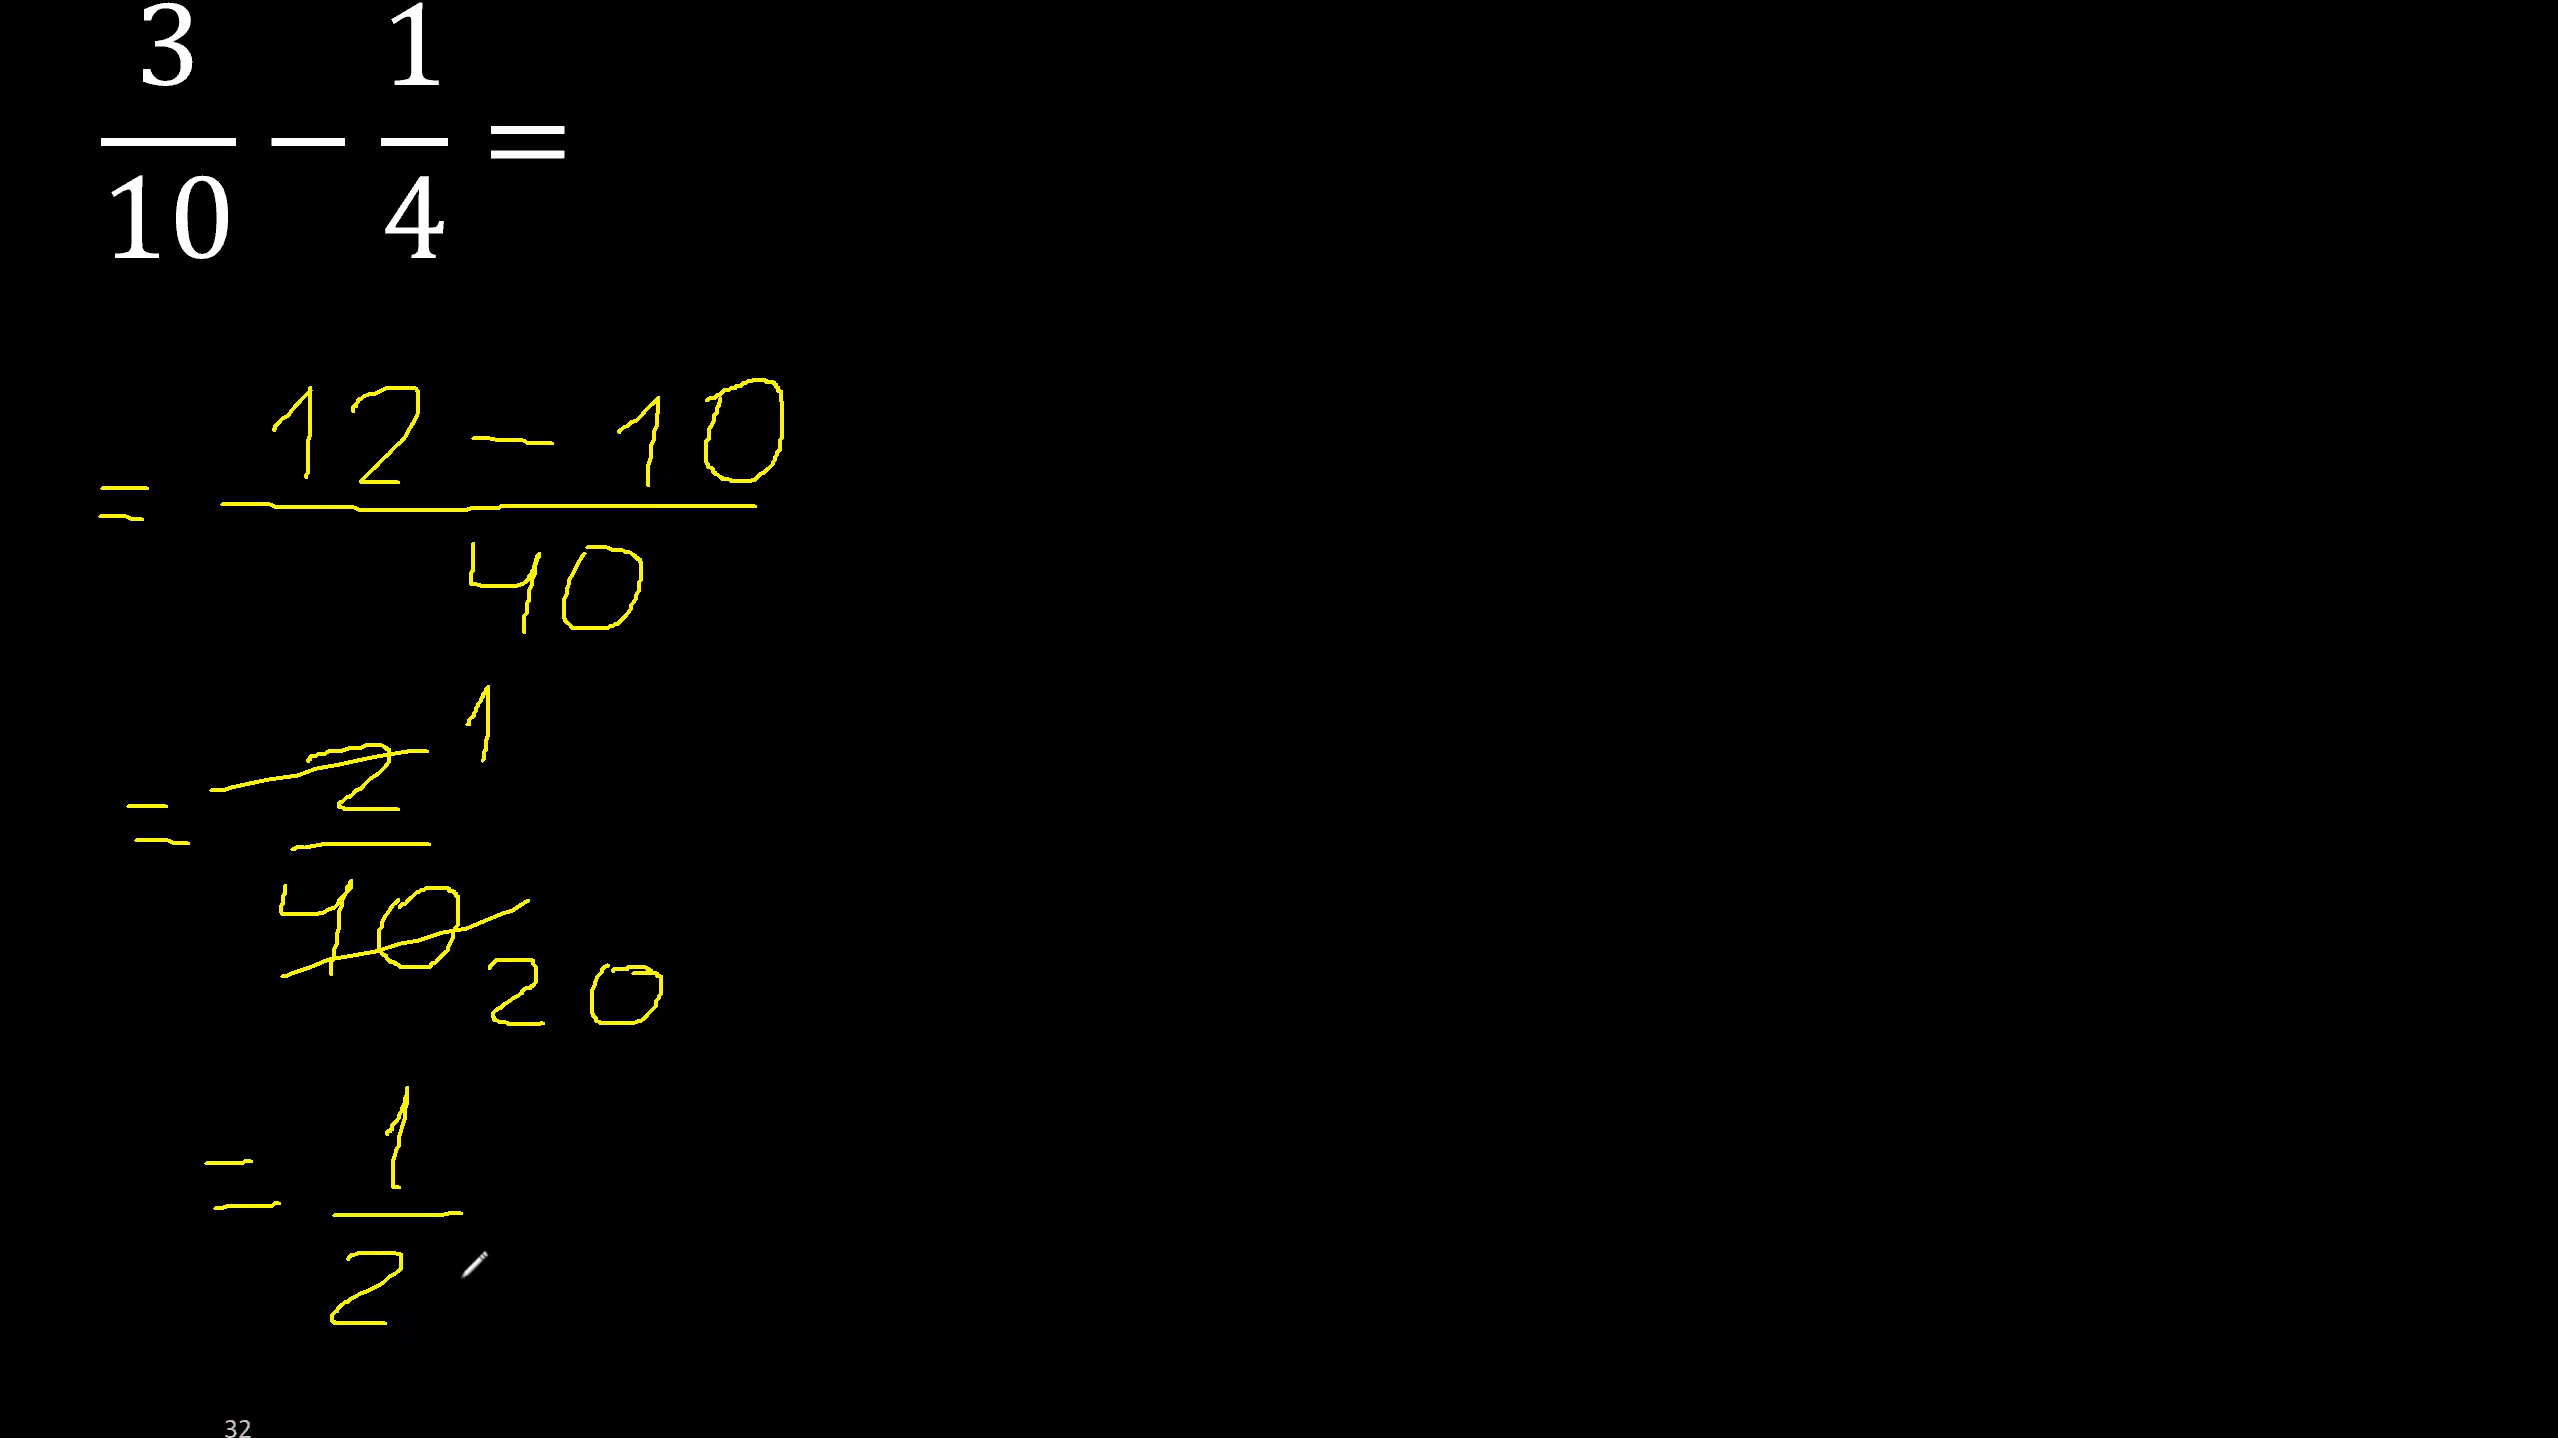 3/10 − 1/4 =
= 12 − 10 / 40
= 2/40 1/20
= 1/2
32